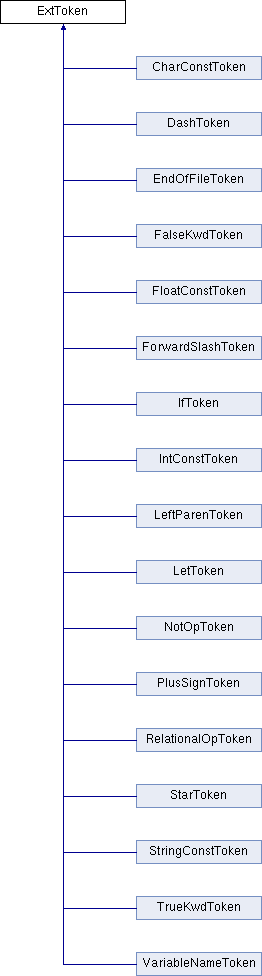 ExtToken
CharConstToken
DashToken
EndOfFileToken
FalseKwdToken
FloatConstToken
ForwardSlashToken
IfToken
IntConstToken
LeftParenToken
LetToken
NotOpToken
PlusSignToken
RelationalOpToken
StarToken
StringConstToken
TrueKwdToken
VariableNameToken